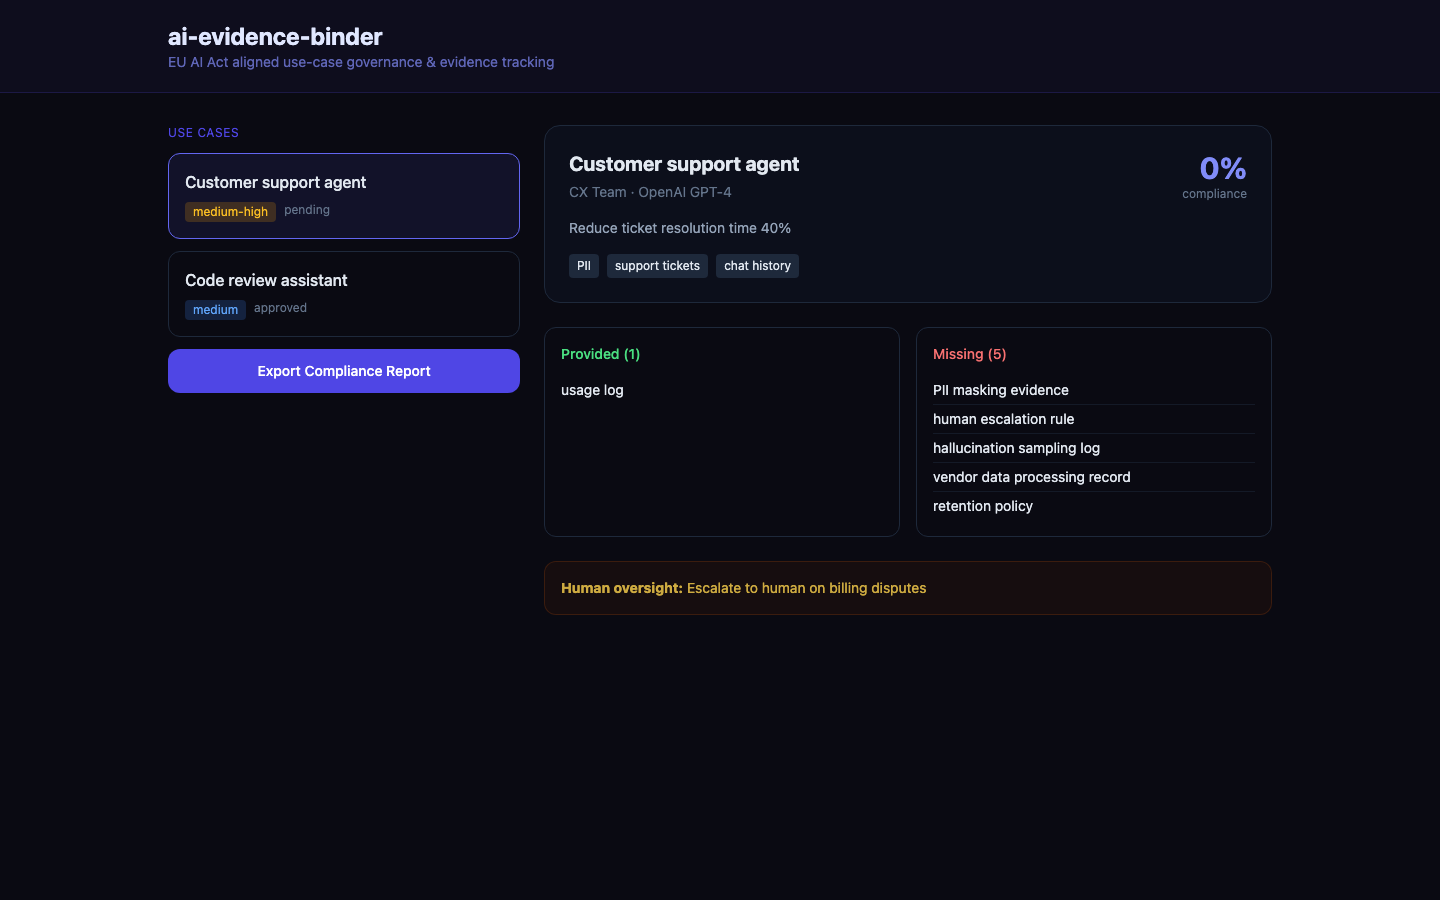 ai-evidence-binder
EU AI Act aligned use-case governance & evidence tracking
USE CASES
Customer support agent
medium-high pending
Code review assistant
medium approved
Export Compliance Report
Customer support agent
CX Team · OpenAI GPT-4
0%
compliance
Reduce ticket resolution time 40%
PII support tickets chat history
Provided (1)
usage log
Missing (5)
PII masking evidence
human escalation rule
hallucination sampling log
vendor data processing record
retention policy
Human oversight: Escalate to human on billing disputes